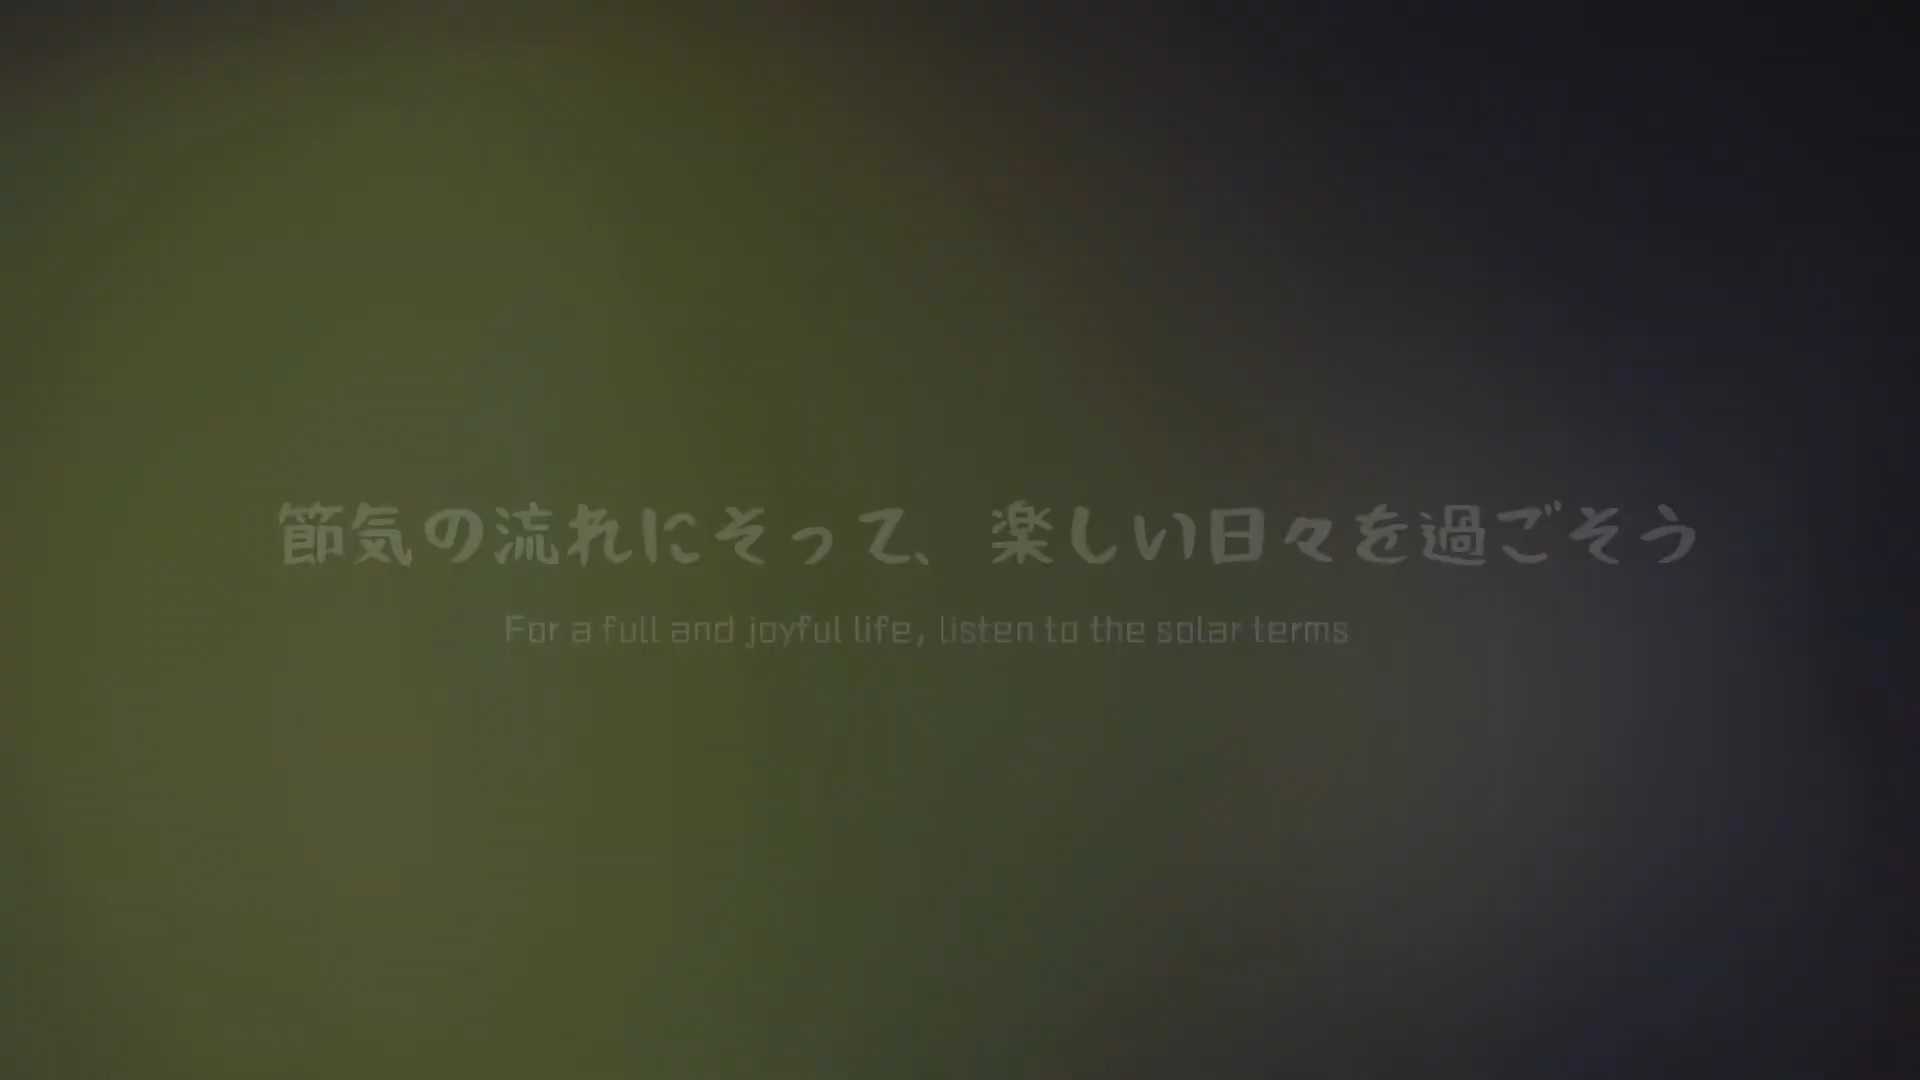 節気の流れにそって、楽しい日々を過ごそう
For a full and joyful life, listen to the solar terms